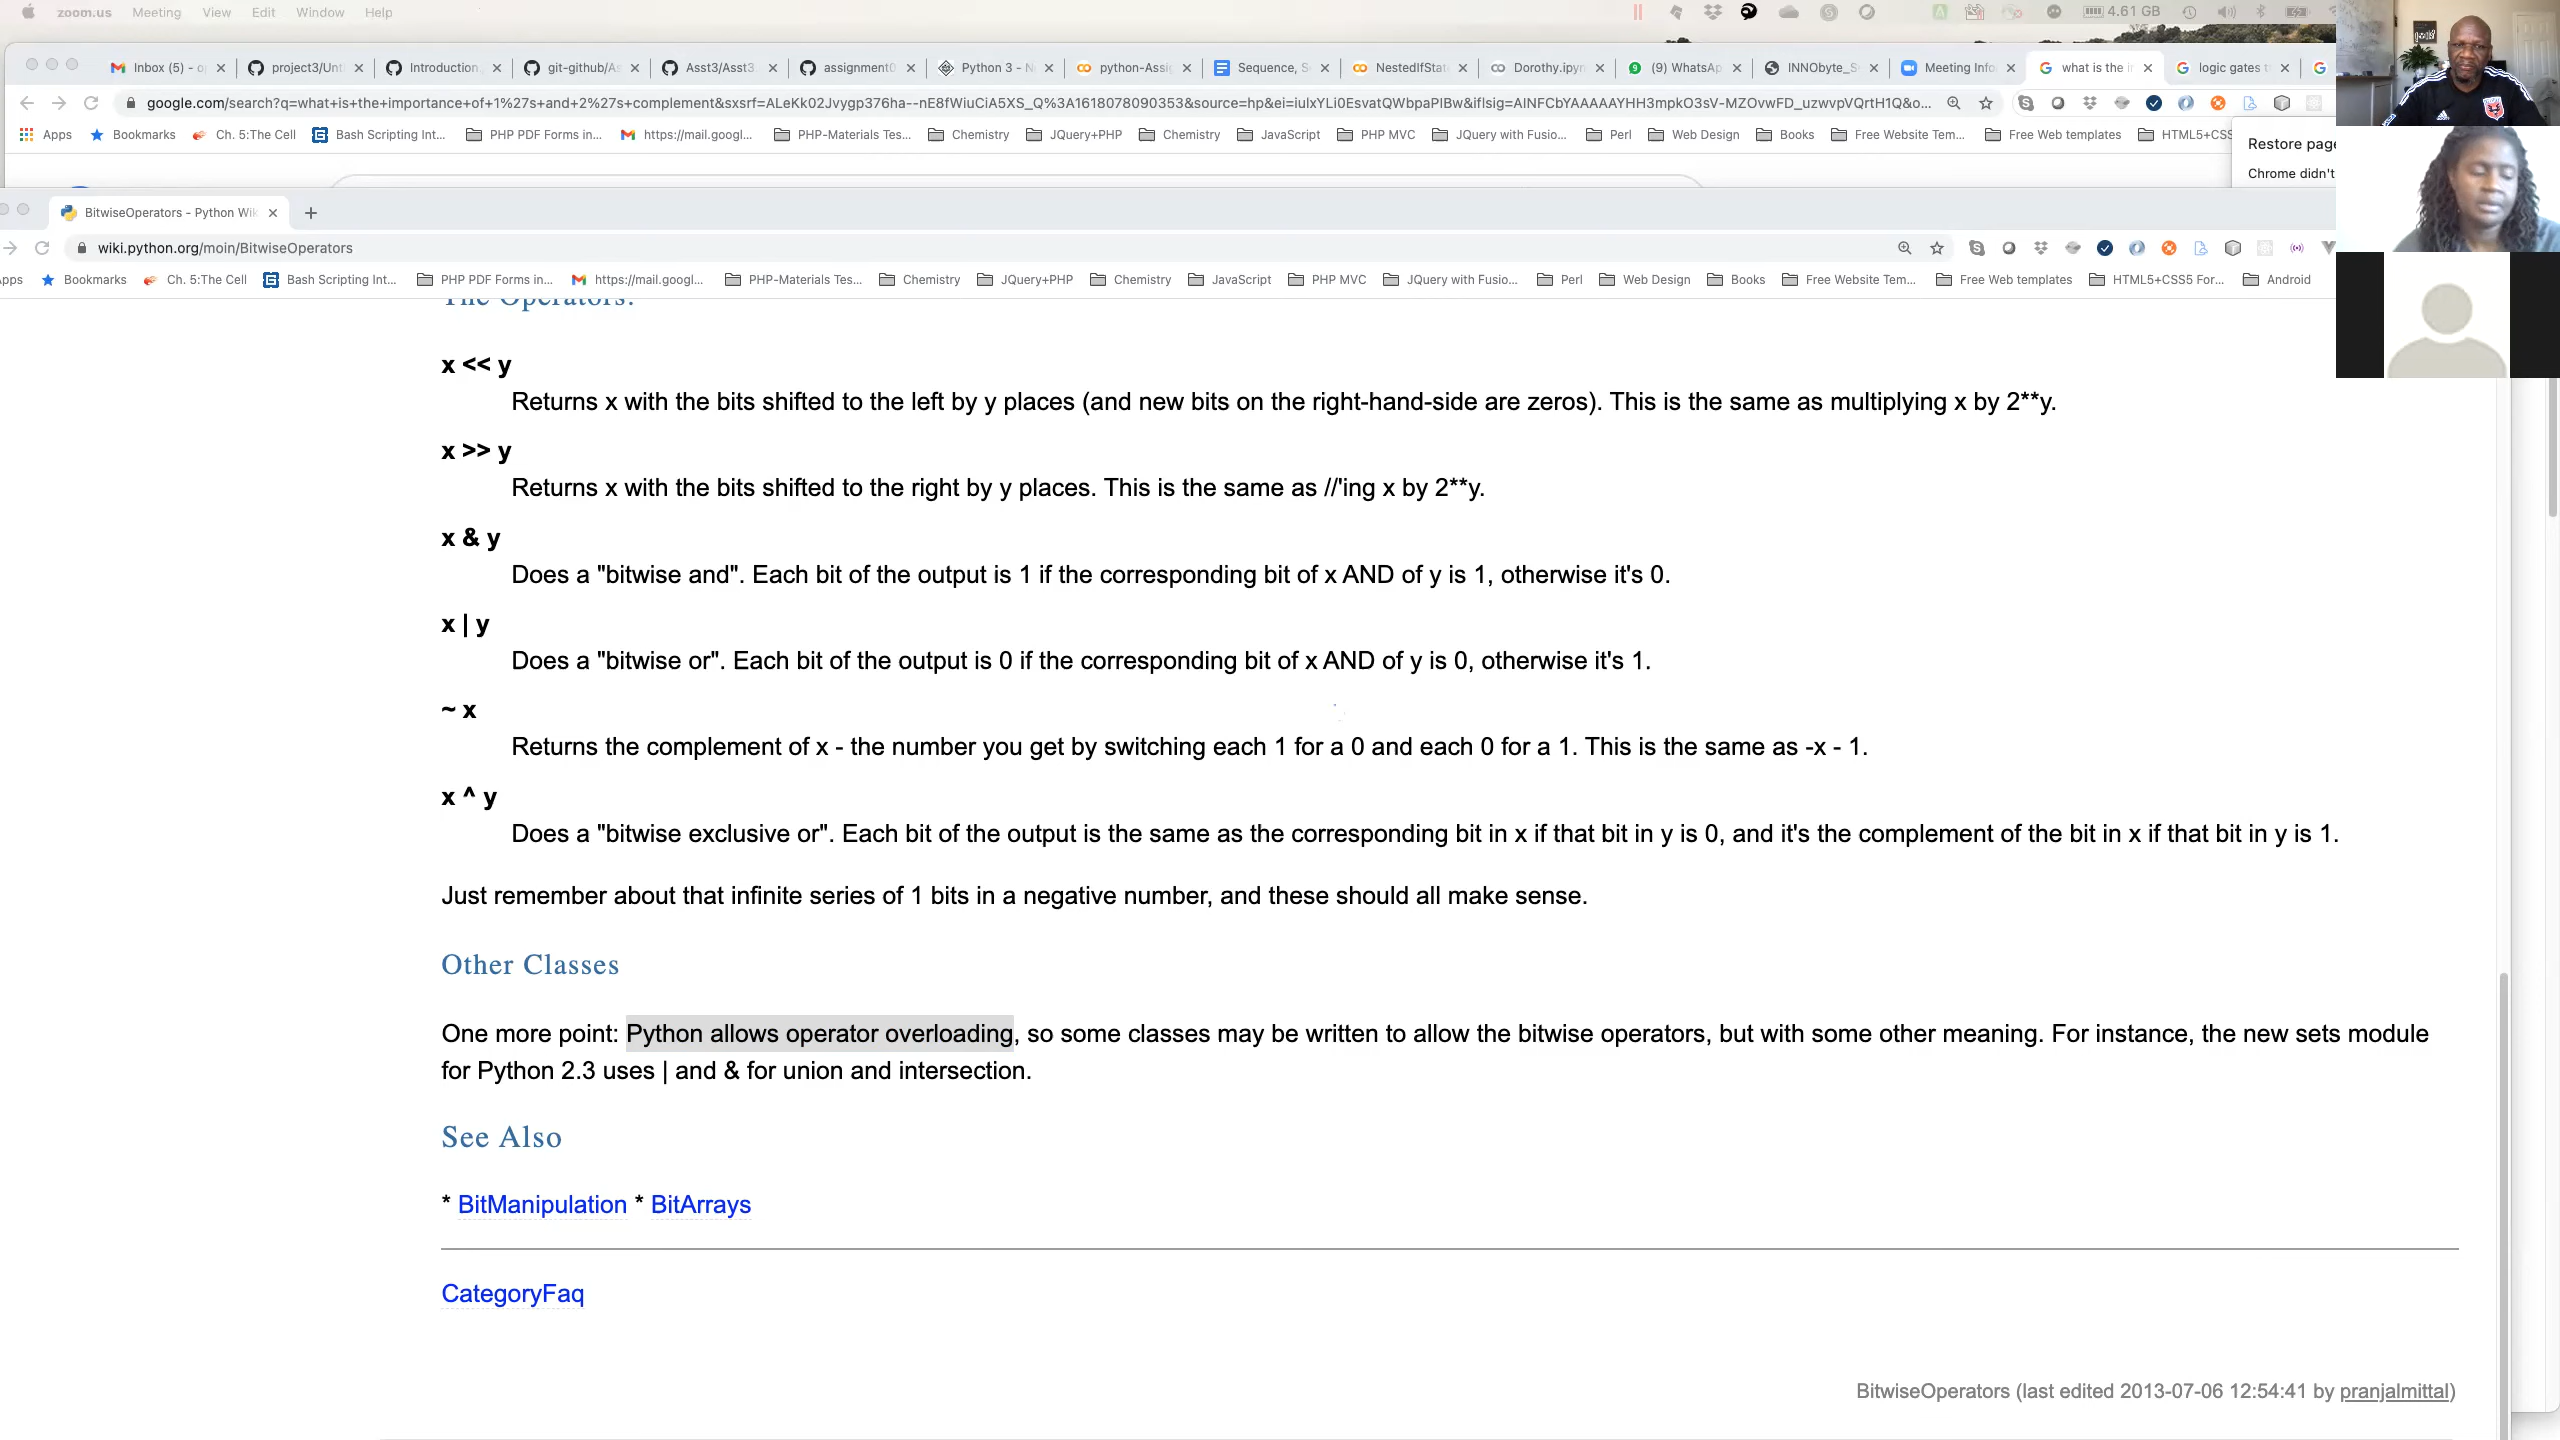 zoom.us Meeting View Edit Window Help 4.61 GB
Inbox (5) - o
project3/Unt
Introduction
git-github/A
Asst3/Asst3
assignment0
Python 3 - N
python-Assi
Sequence, S
NestedIfStat
Dorothy.ipyn
(9) WhatsAp
INNObyte_S
Meeting Info
what is the i
logic gates t
google.com/search?q=what+is+the+importance+of+1%27s+and+2%27s+complement&sxsrf=ALeKk02Jvygp376ha--nE8fWiuCiA5XS_Q%3A1618078090353&source=hp&ei=iulxYLi0EsvatQWbpaPIBw&iflsig=AINFCbYAAAAAYHH3mpkO3sV-MZOvwFD_uzwvpVQrtH1Q&o...
Apps Bookmarks Ch. 5:The Cell Bash Scripting Int... PHP PDF Forms in... https://mail.googl... PHP-Materials Tes... Chemistry JQuery+PHP Chemistry JavaScript PHP MVC JQuery with Fusio... Perl Web Design Books Free Website Tem... Free Web templates HTML5+CSS
Restore page
Chrome didn't
BitwiseOperators - Python Wik
wiki.python.org/moin/BitwiseOperators
pps Bookmarks Ch. 5:The Cell Bash Scripting Int... PHP PDF Forms in... https://mail.googl... PHP-Materials Tes... Chemistry JQuery+PHP Chemistry JavaScript PHP MVC JQuery with Fusio... Perl Web Design Books Free Website Tem... Free Web templates HTML5+CSS5 For... Android
The Operators:
x << y
Returns x with the bits shifted to the left by y places (and new bits on the right-hand-side are zeros). This is the same as multiplying x by 2**y.
x >> y
Returns x with the bits shifted to the right by y places. This is the same as //'ing x by 2**y.
x & y
Does a "bitwise and". Each bit of the output is 1 if the corresponding bit of x AND of y is 1, otherwise it's 0.
x | y
Does a "bitwise or". Each bit of the output is 0 if the corresponding bit of x AND of y is 0, otherwise it's 1.
~ x
Returns the complement of x - the number you get by switching each 1 for a 0 and each 0 for a 1. This is the same as -x - 1.
x ^ y
Does a "bitwise exclusive or". Each bit of the output is the same as the corresponding bit in x if that bit in y is 0, and it's the complement of the bit in x if that bit in y is 1.
Just remember about that infinite series of 1 bits in a negative number, and these should all make sense.
Other Classes
One more point: Python allows operator overloading, so some classes may be written to allow the bitwise operators, but with some other meaning. For instance, the new sets module
for Python 2.3 uses | and & for union and intersection.
See Also
* BitManipulation * BitArrays
CategoryFaq
BitwiseOperators (last edited 2013-07-06 12:54:41 by pranjalmittal)